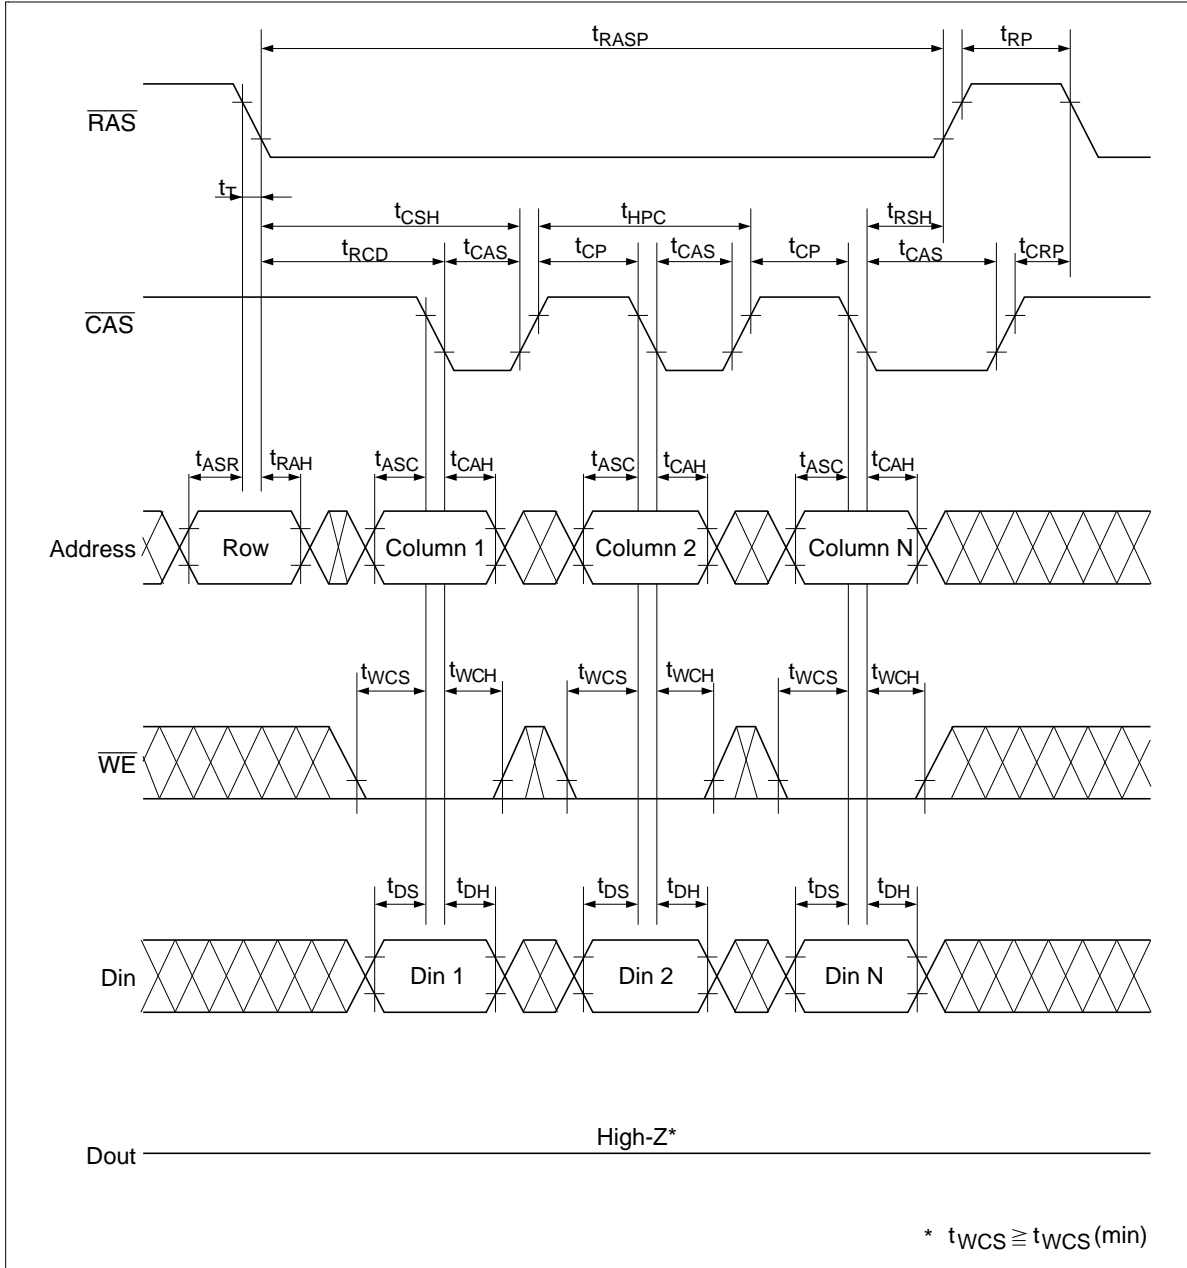 tRASP tRP
RAS
tT
tCSH tHPC tRSH
tRCD tCAS tCP tCAS tCP tCAS tCRP
CAS
tASR tRAH tASC tCAH tASC tCAH tASC tCAH
Address Row Column 1 Column 2 Column N
tWCS tWCH tWCS tWCH tWCS tWCH
WE
tDS tDH tDS tDH tDS tDH
Din Din 1 Din 2 Din N
High-Z*
Dout
* tWCS ≧ tWCS (min)